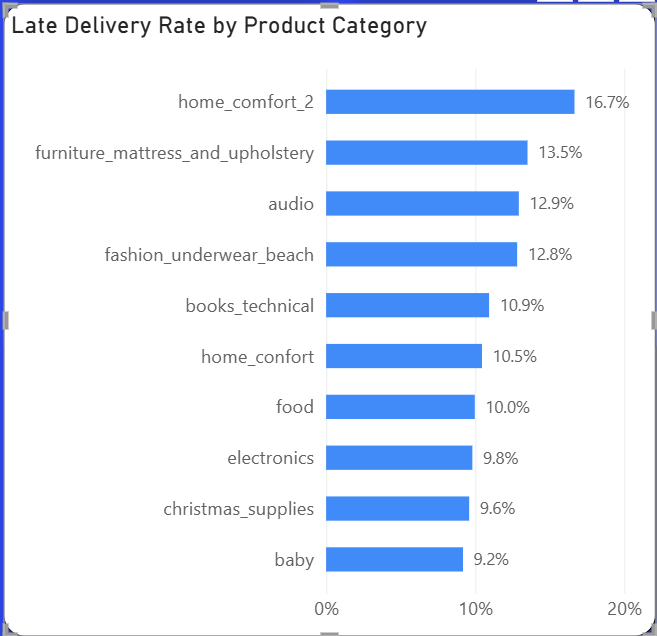 Late Delivery Rate by Product Category
home_comfort_2 16.7%
furniture_mattress_and_upholstery 13.5%
audio 12.9%
fashion_underwear_beach 12.8%
books_technical 10.9%
home_confort 10.5%
food 10.0%
electronics 9.8%
christmas_supplies 9.6%
baby 9.2%
0% 10% 20%